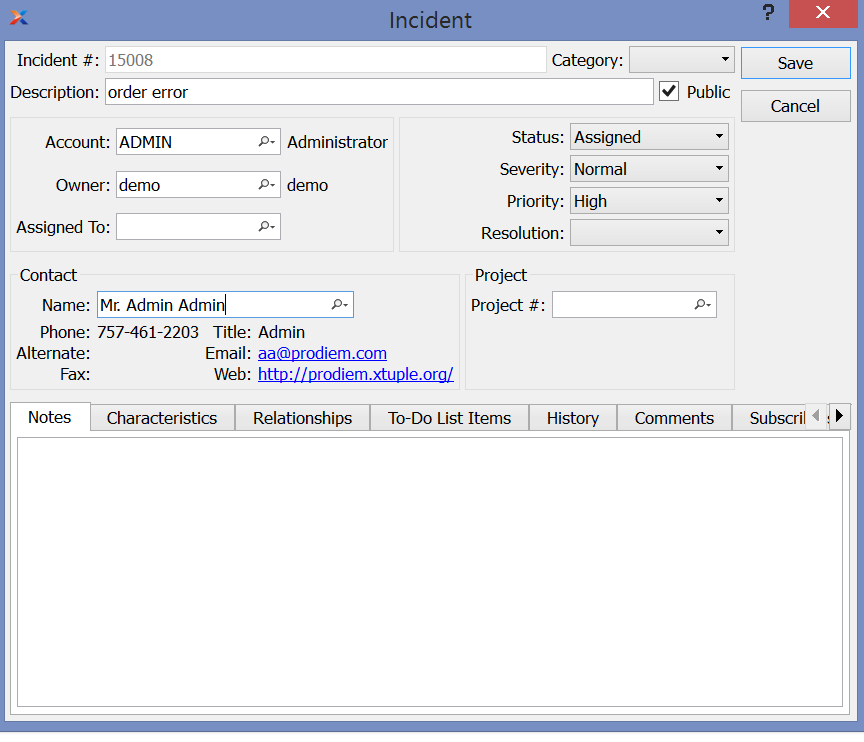 Incident ?
Incident #: 15008 Category: Save
Description: order error Public Cancel
Account: ADMIN Administrator
Owner: demo demo
Assigned To:
Status: Assigned
Severity: Normal
Priority: High
Resolution:
Contact
Name: Mr. Admin Admin
Phone: 757-461-2203 Title: Admin
Alternate: Email: aa@prodiem.com
Fax: Web: http://prodiem.xtuple.org/
Project
Project #:
Notes Characteristics Relationships To-Do List Items History Comments Subscri